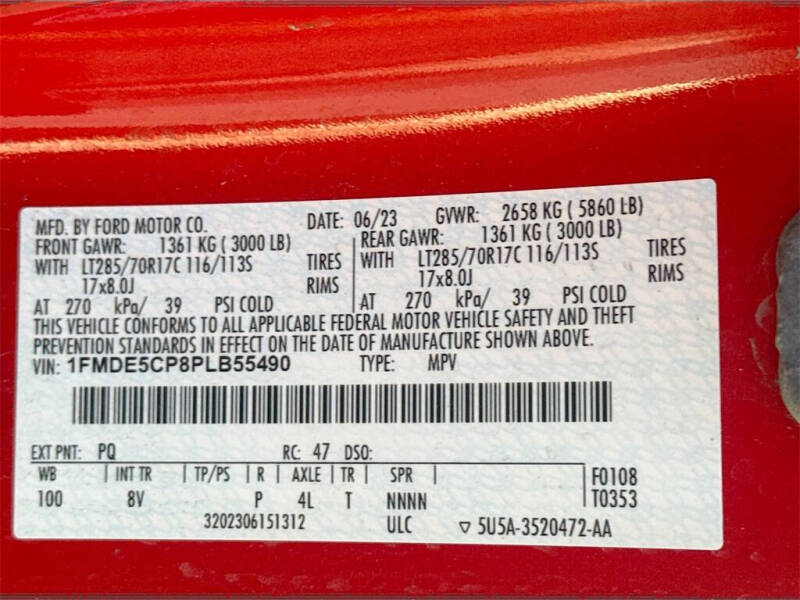 MFD. BY FORD MOTOR CO. DATE: 06/23 GVWR: 2658 KG ( 5860 LB)
FRONT GAWR: 1361 KG ( 3000 LB) REAR GAWR: 1361 KG ( 3000 LB)
WITH LT285/70R17C 116/113S TIRES WITH LT285/70R17C 116/113S TIRES
17x8.0J RIMS 17x8.0J RIMS
AT 270 kPa/ 39 PSI COLD AT 270 kPa/ 39 PSI COLD
THIS VEHICLE CONFORMS TO ALL APPLICABLE FEDERAL MOTOR VEHICLE SAFETY AND THEFT
PREVENTION STANDARDS IN EFFECT ON THE DATE OF MANUFACTURE SHOWN ABOVE.
VIN: 1FMDE5CP8PLB55490 TYPE: MPV
EXT PNT: PQ RC: 47 DSO:
WB INT TR TP/PS R AXLE TR SPR F0108
100 8V P 4L T NNNN T0353
3202306151312 ULC ▽ 5U5A-3520472-AA